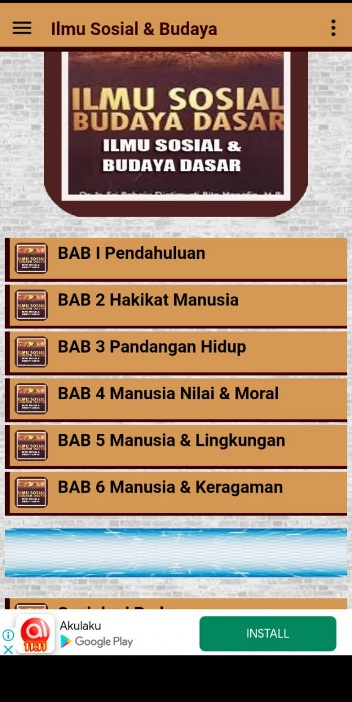 Ilmu Sosial & Budaya
ILMU SOSIAL
BUDAYA DASAR
ILMU SOSIAL &
BUDAYA DASAR
BAB I Pendahuluan
BAB 2 Hakikat Manusia
BAB 3 Pandangan Hidup
BAB 4 Manusia Nilai & Moral
BAB 5 Manusia & Lingkungan
BAB 6 Manusia & Keragaman
Akulaku
Google Play
INSTALL